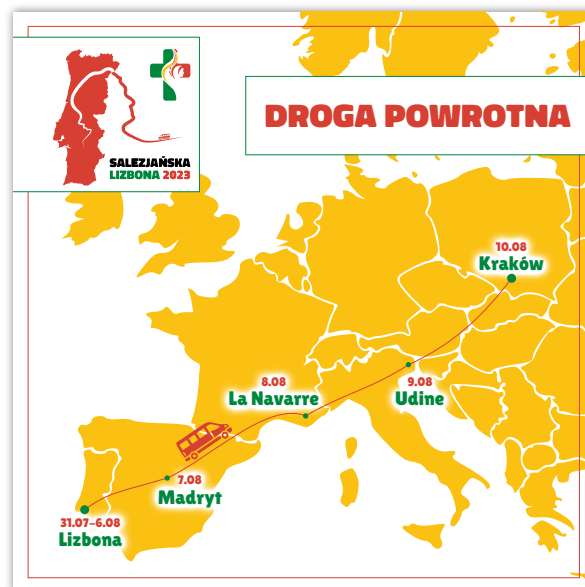 SALEZJAŃSKA
LIZBONA 2023
DROGA POWROTNA
10.08
Kraków
8.08
La Navarre
9.08
Udine
7.08
Madryt
31.07–6.08
Lizbona